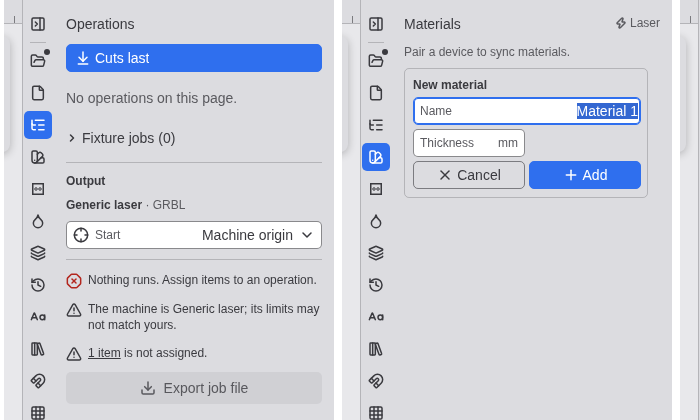 Operations
Cuts last
No operations on this page.
Fixture jobs (0)
Output
Generic laser · GRBL
Start Machine origin
Nothing runs. Assign items to an operation.
The machine is Generic laser; its limits may
not match yours.
1 item is not assigned.
Export job file
Aa
Materials Laser
Pair a device to sync materials.
New material
Name Material 1
Thickness mm
Cancel Add
Aa